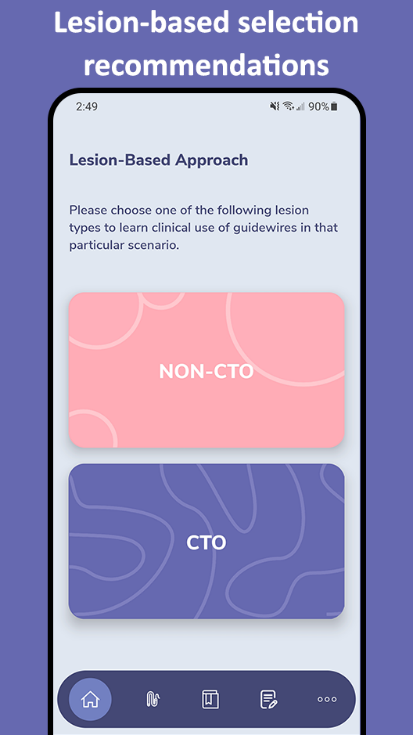 Lesion-based selection
recommendations
2:49
90%
Lesion-Based Approach
Please choose one of the following lesion
types to learn clinical use of guidewires in that
particular scenario.
NON-CTO
CTO